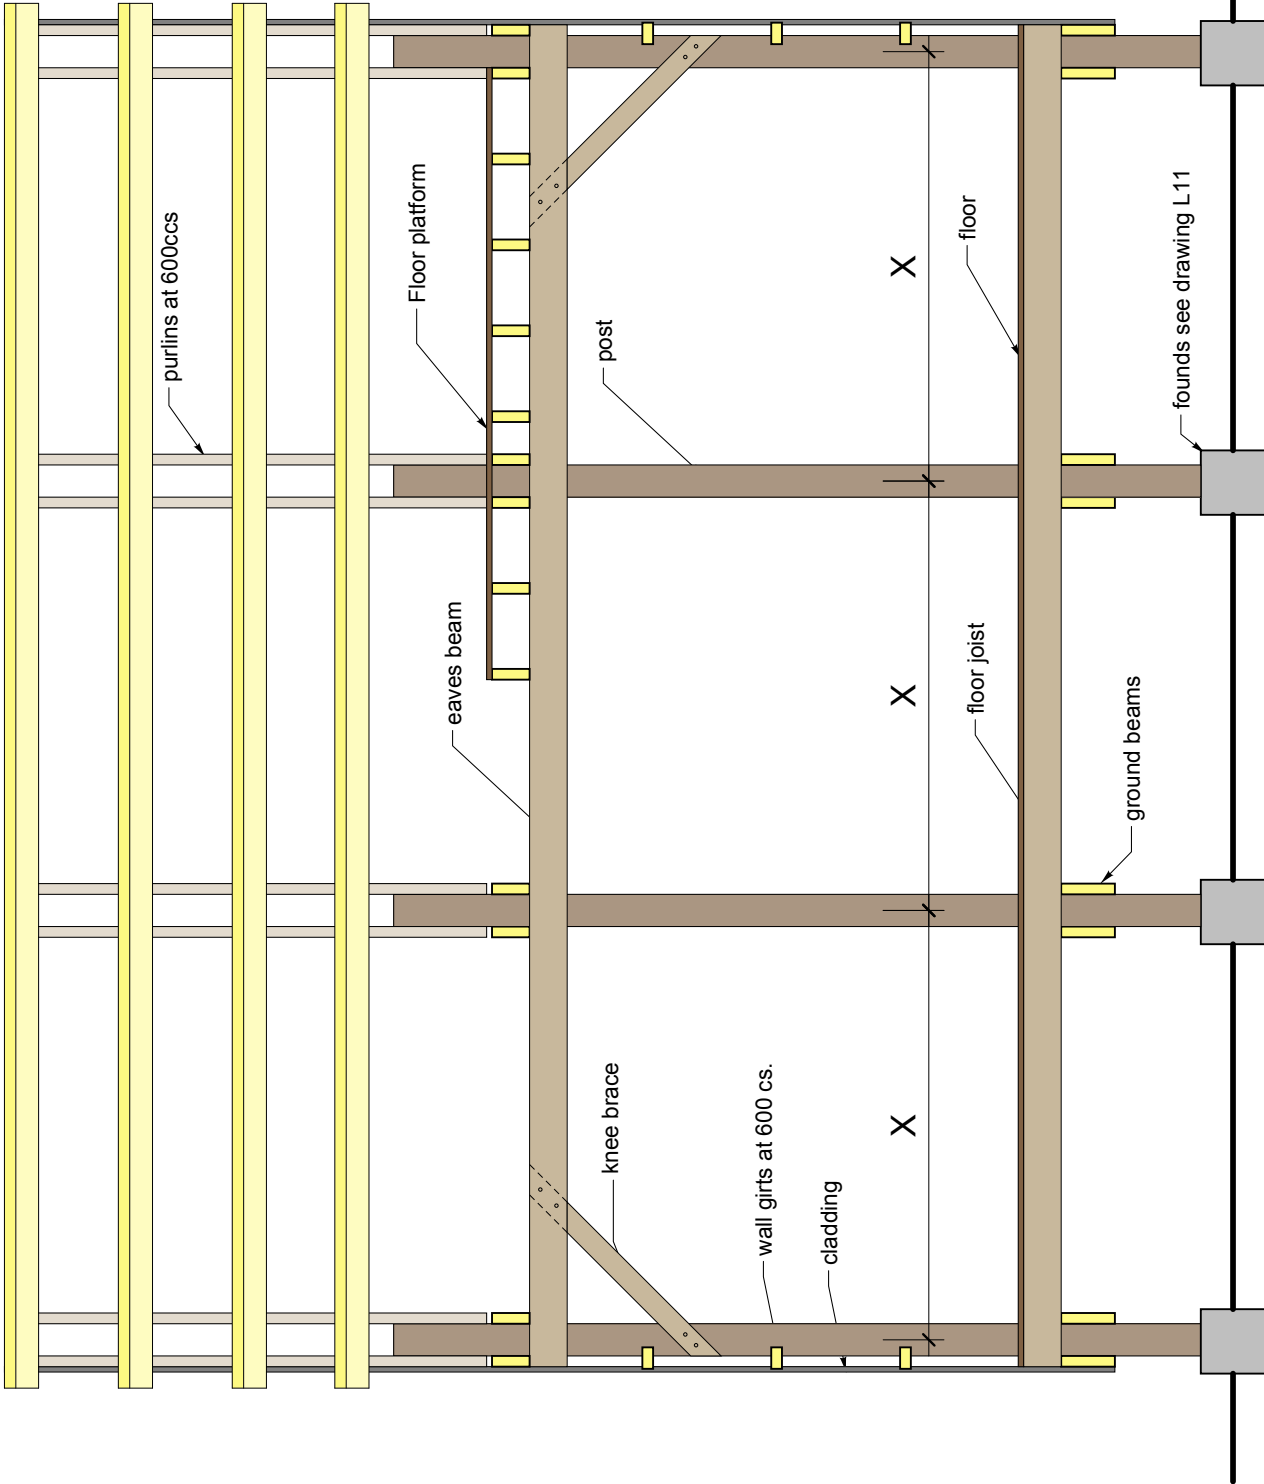 purlins at 600ccs
Floor platform
eaves beam
post
knee brace
wall girts at 600 cs.
cladding
X
X
X
floor
floor joist
ground beams
founds see drawing L11